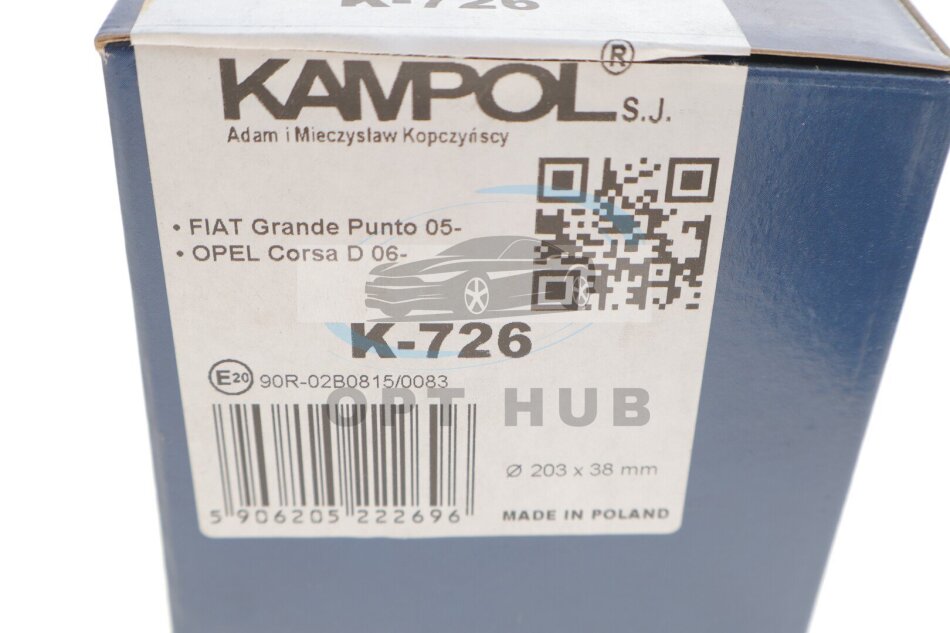 K-726
KAMPOL® S.J.
Adam i Mieczysław Kopczyńscy
• FIAT Grande Punto 05-
• OPEL Corsa D 06-
K-726
E20 90R-02B0815/0083
OPT HUB
Ø 203 x 38 mm
5 906205 222696
MADE IN POLAND